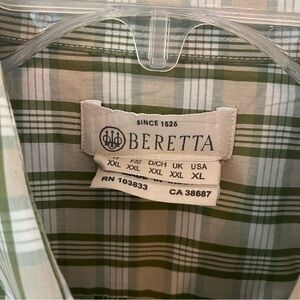 SINCE 1526
BERETTA
F/E D/CH UK USA
XXL XXL XXL XXL XL
RN 103833 CA 38687